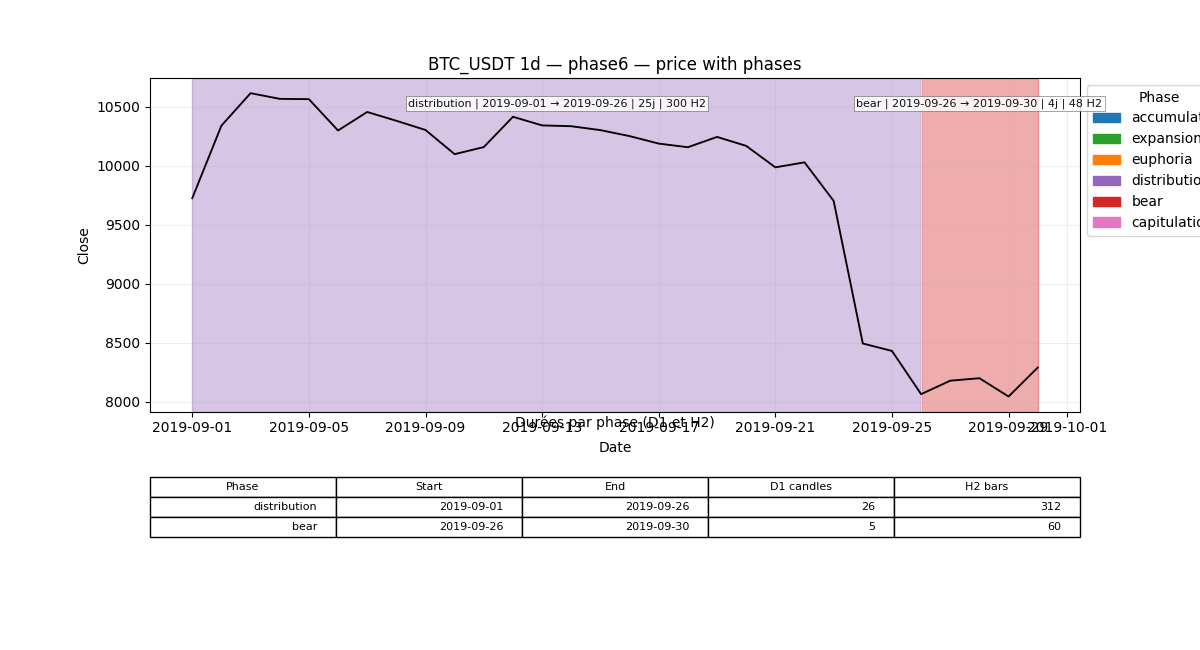 BTC_USDT 1d — phase6 — price with phases
distribution | 2019-09-01 → 2019-09-26 | 25j | 300 H2
bear | 2019-09-26 → 2019-09-30 | 4j | 48 H2
Phase
accumulat
expansion
euphoria
distributio
bear
capitulatio
Close
10500
10000
9500
9000
8500
8000
2019-09-01 2019-09-05 2019-09-09 2019-09-13 2019-09-17 2019-09-21 2019-09-25 2019-09-29 2019-10-01
Durées par phase (D1 et H2)
Date
Phase Start End D1 candles H2 bars
distribution 2019-09-01 2019-09-26 26 312
bear 2019-09-26 2019-09-30 5 60